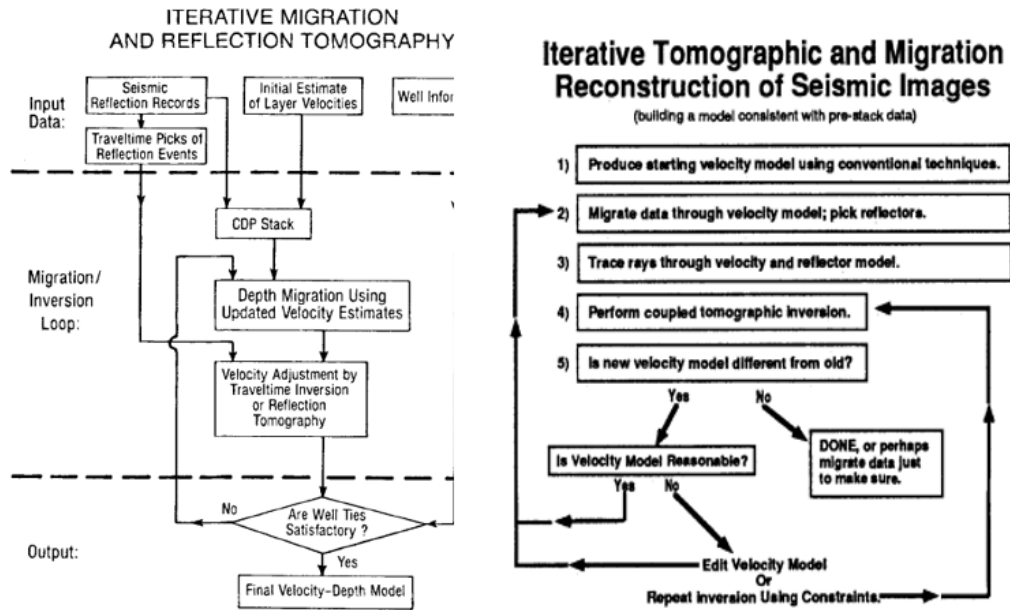 ITERATIVE MIGRATION
AND REFLECTION TOMOGRAPHY
Input
Data:
Seismic
Reflection Records
Initial Estimate
of Layer Velocities
Well Infor
Traveltime Picks of
Reflection Events
CDP Stack
Migration/
Inversion
Loop:
Depth Migration Using
Updated Velocity Estimates
Velocity Adjustment by
Traveltime Inversion
or Reflection
Tomography
No
Are Well Ties
Satisfactory ?
Output:
Yes
Final Velocity-Depth Model
Iterative Tomographic and Migration
Reconstruction of Seismic Images
(building a model consistent with pre-stack data)
1) Produce starting velocity model using conventional techniques.
2) Migrate data through velocity model; pick reflectors.
3) Trace rays through velocity and reflector model.
4) Perform coupled tomographic inversion.
5) Is new velocity model different from old?
Yes
No
Is Velocity Model Reasonable?
DONE, or perhaps
migrate data just
to make sure.
Yes
No
Edit Velocity Model
Or
Repeat Inversion Using Constraints.